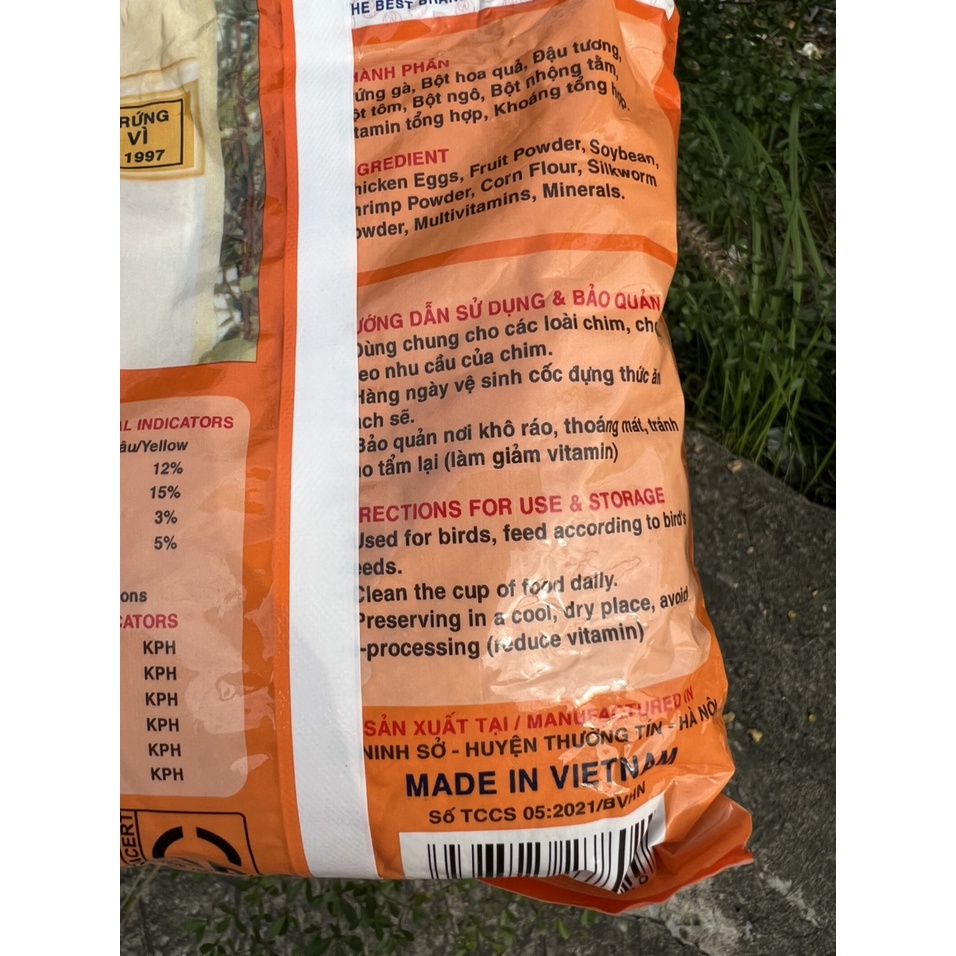 HE BEST
HÀNH PHẦN
ứng gà, Bột hoa quả, Đậu tương,
ột tôm, Bột ngô, Bột nhộng tằm,
tamin tổng hợp, Khoáng tổng hợp.
GREDIENT
hicken Eggs, Fruit Powder, Soybean,
hrimp Powder, Corn Flour, Silkworm
owder, Multivitamins, Minerals.
RỨNG
VÌ
1997
ƯỚNG DẪN SỬ DỤNG & BẢO QUẢN
Dùng chung cho các loài chim, cho
eo nhu cầu của chim.
Hàng ngày vệ sinh cốc đựng thức ăn
ạch sẽ.
Bảo quản nơi khô ráo, thoáng mát, tránh
ao tẩm lại (làm giảm vitamin)
RECTIONS FOR USE & STORAGE
Used for birds, feed according to bird's
eeds.
Clean the cup of food daily.
Preserving in a cool, dry place, avoid
-processing (reduce vitamin)
AL INDICATORS
âu/Yellow
12%
15%
3%
5%
ons
CATORS
KPH
KPH
KPH
KPH
KPH
KPH
SẢN XUẤT TẠI / MANUFACTURED IN
NINH SỞ - HUYỆN THƯỜNG TÍN - HÀ NỘI
MADE IN VIETNAM
Số TCCS 05:2021/BVHN
CERT